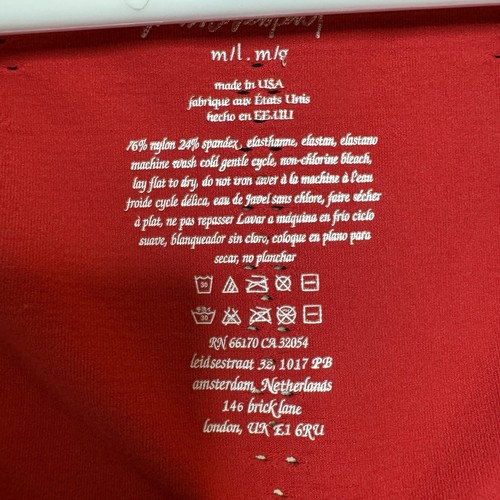 m/l . m/g
made in USA
fabrique aux États Unis
hecho en EE.UU
76% nylon 24% spandex, elasthanne, elastan, elastano
machine wash cold gentle cycle, non-chlorine bleach,
lay flat to dry, do not iron laver à la machine à l'eau
froide cycle délica, eau de Javel sans chlore, faire sécher
à plat, ne pas repasser Lavar a máquina en frío ciclo
suave, blanqueador sin cloro, coloque en plano para
secar, no planchar
30
30
RN 66170 CA 32054
leidsestraat 32, 1017 PB
amsterdam, Netherlands
146 brick lane
london, UK E1 6RU